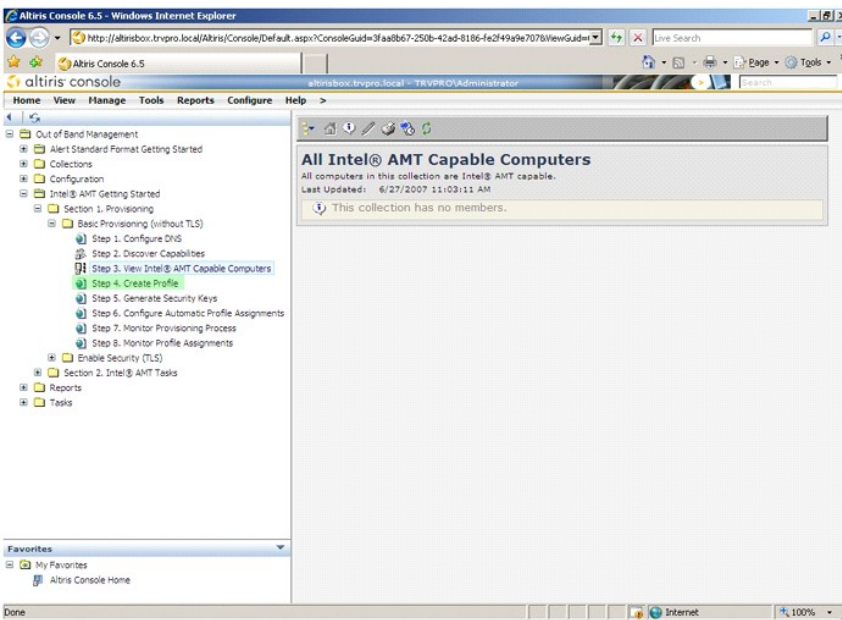 Altiris Console 6.5 - Windows Internet Explorer
http://altirisbox.trvpro.local/Altiris/Console/Default.aspx?ConsoleGuid=3faa8b67-250b-42ad-8186-fe2f49a9e707&ViewGuid=
Live Search
Altiris Console 6.5
Page
Tools
altiris console
altirisbox.trvpro.local - TRVPRO\Administrator
Search
Home View Manage Tools Reports Configure Help >
Out of Band Management
Alert Standard Format Getting Started
Collections
Configuration
Intel® AMT Getting Started
Section 1. Provisioning
Basic Provisioning (without TLS)
Step 1. Configure DNS
Step 2. Discover Capabilities
Step 3. View Intel® AMT Capable Computers
Step 4. Create Profile
Step 5. Generate Security Keys
Step 6. Configure Automatic Profile Assignments
Step 7. Monitor Provisioning Process
Step 8. Monitor Profile Assignments
Enable Security (TLS)
Section 2. Intel® AMT Tasks
Reports
Tasks
All Intel® AMT Capable Computers
All computers in this collection are Intel® AMT capable.
Last Updated: 6/27/2007 11:03:11 AM
This collection has no members.
Favorites
My Favorites
Altiris Console Home
Done
Internet
100%